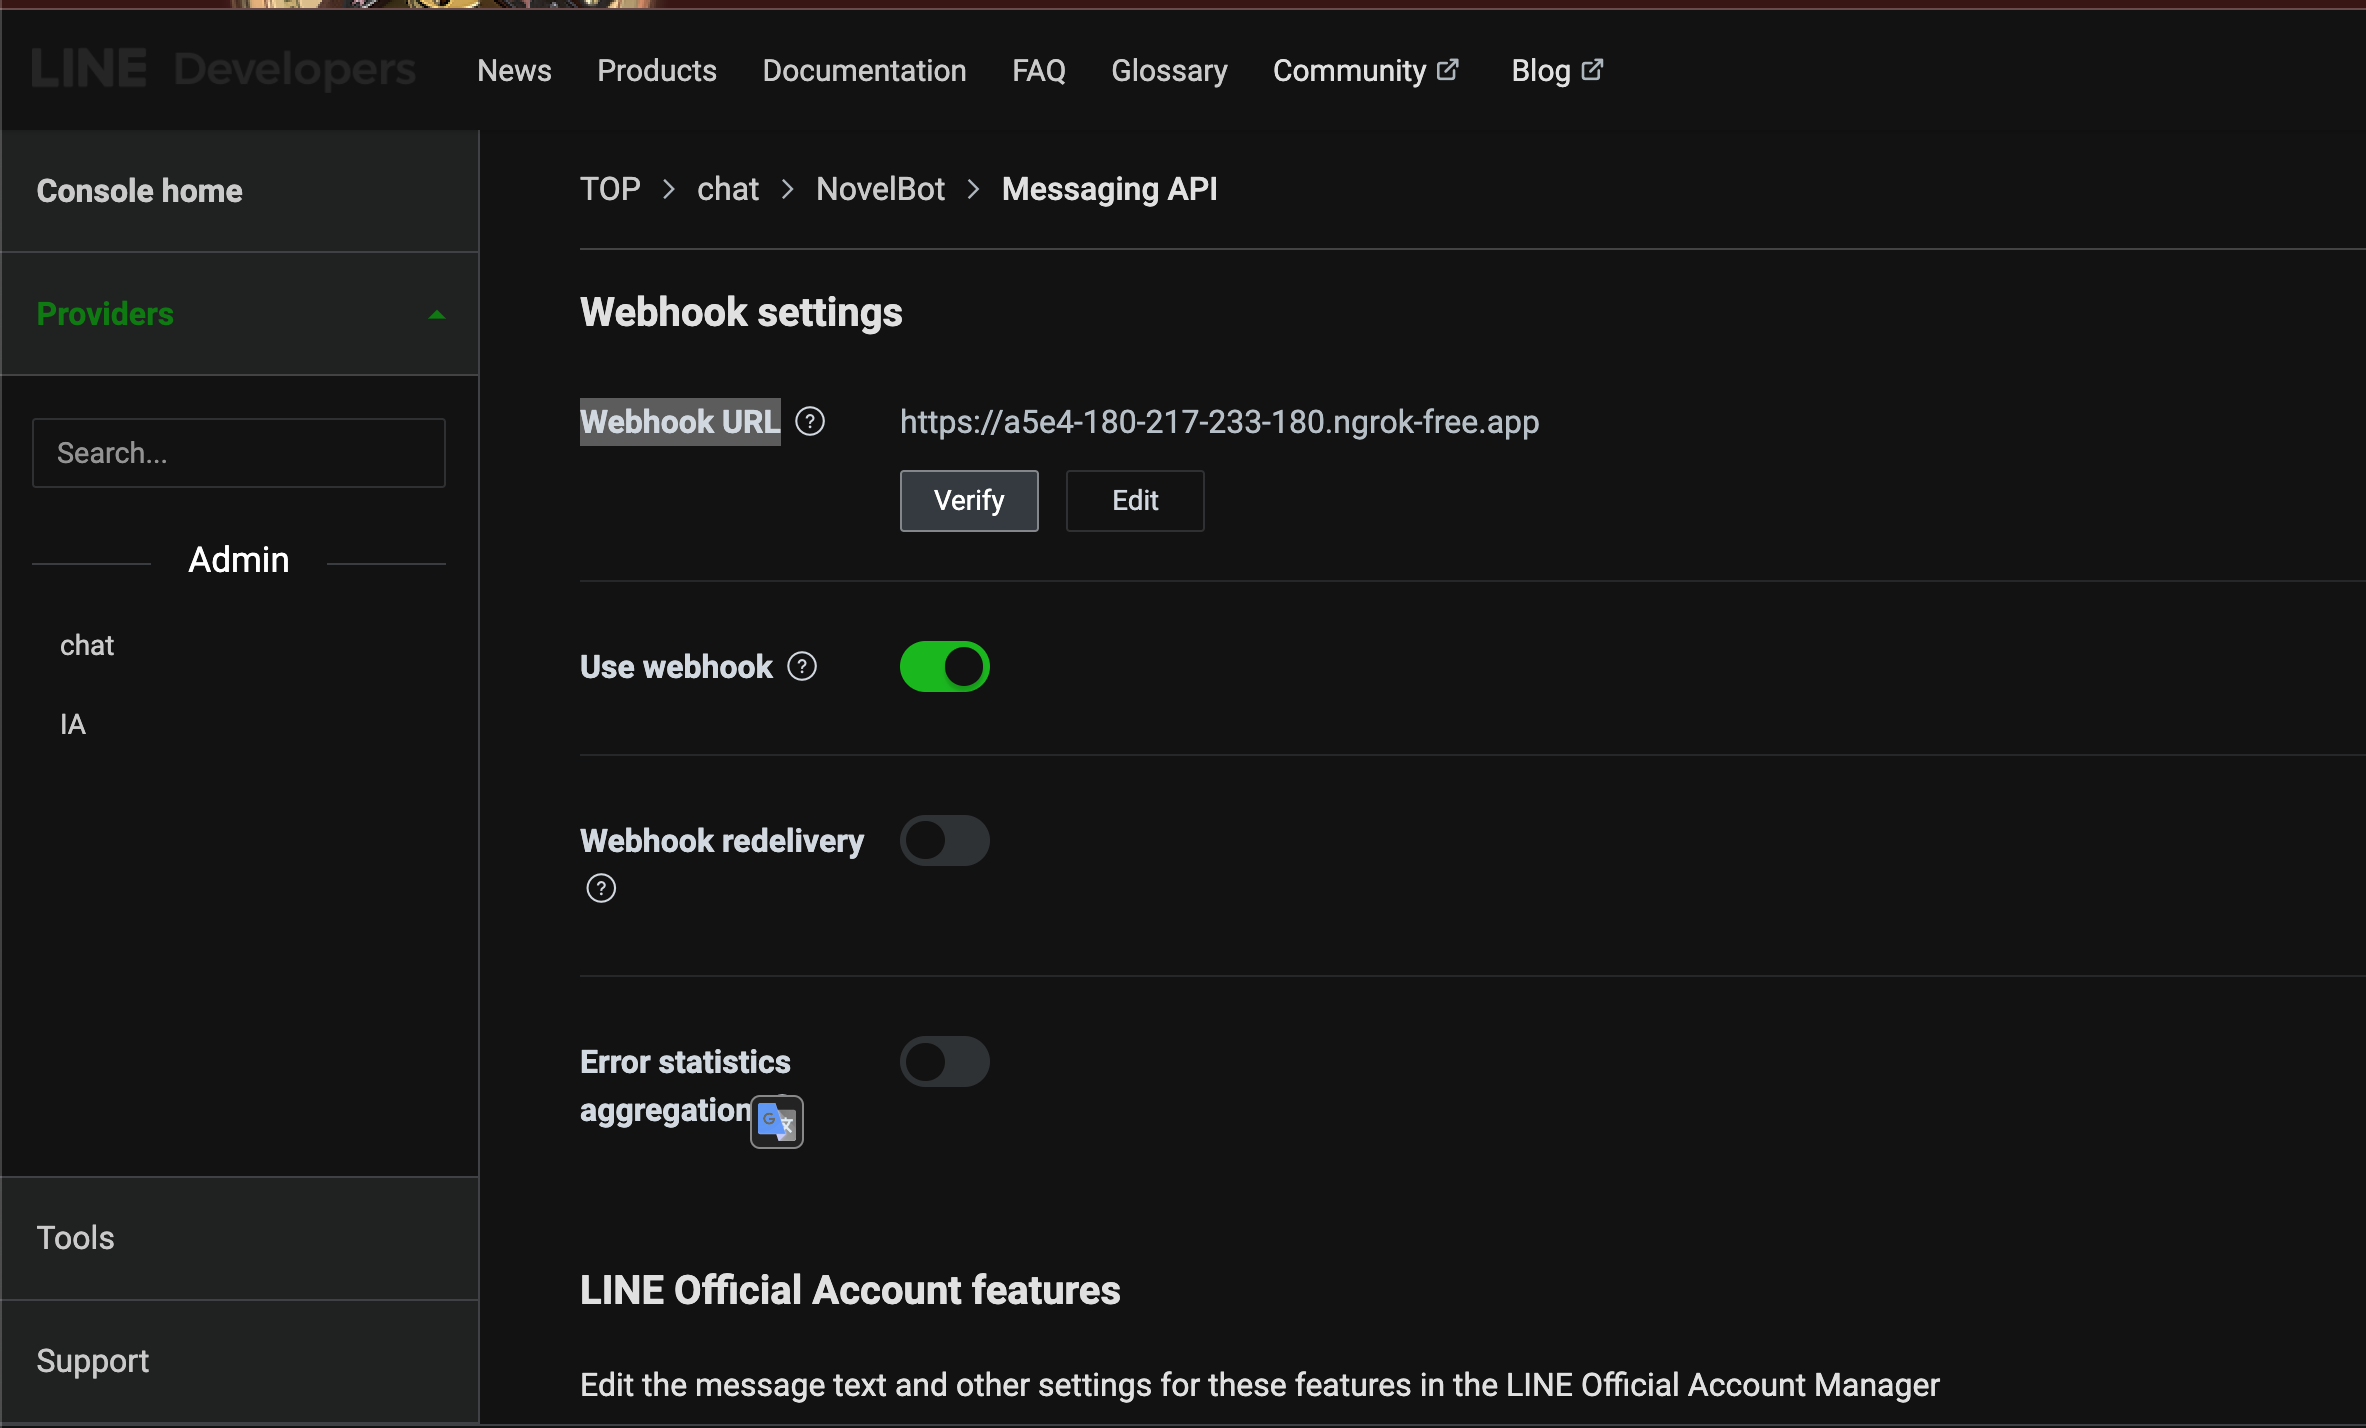 LINE Developers
News Products Documentation FAQ Glossary Community Blog
Console home
Providers
Search...
Admin
chat
IA
Tools
Support
TOP > chat > NovelBot > Messaging API
Webhook settings
Webhook URL ? https://a5e4-180-217-233-180.ngrok-free.app
Verify Edit
Use webhook ?
Webhook redelivery
?
Error statistics
aggregation
LINE Official Account features
Edit the message text and other settings for these features in the LINE Official Account Manager